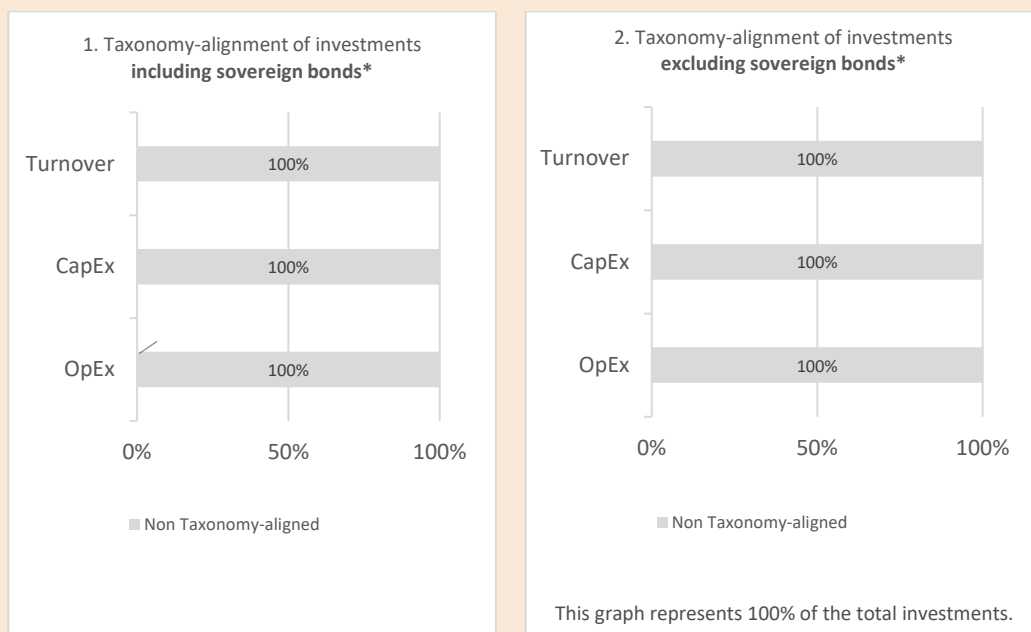 1. Taxonomy-alignment of investments
including sovereign bonds*
Turnover
100%
CapEx
100%
OpEx
100%
0%
50%
100%
Non Taxonomy-aligned
2. Taxonomy-alignment of investments
excluding sovereign bonds*
Turnover
100%
CapEx
100%
OpEx
100%
0%
50%
100%
Non Taxonomy-aligned
This graph represents 100% of the total investments.